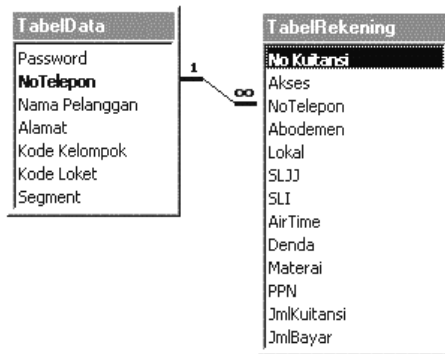 TabelData
Password
NoTelepon
Nama Pelanggan
Alamat
Kode Kelompok
Kode Loket
Segment
1
∞
TabelRekening
No Kuitansi
Akses
NoTelepon
Abodemen
Lokal
SLJJ
SLI
AirTime
Denda
Materai
PPN
JmlKuitansi
JmlBayar